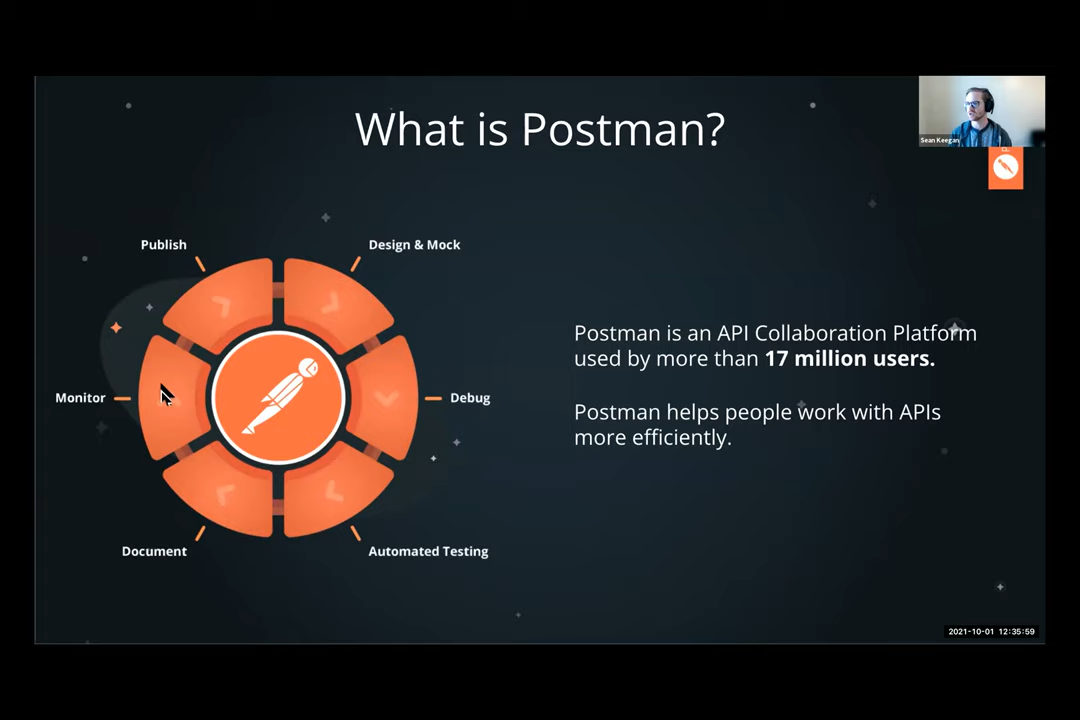 What is Postman?
Sean Keegan
Publish
Design & Mock
Monitor
Debug
Document
Automated Testing
Postman is an API Collaboration Platform
used by more than 17 million users.
Postman helps people work with APIs
more efficiently.
2021-10-01 12:35:59